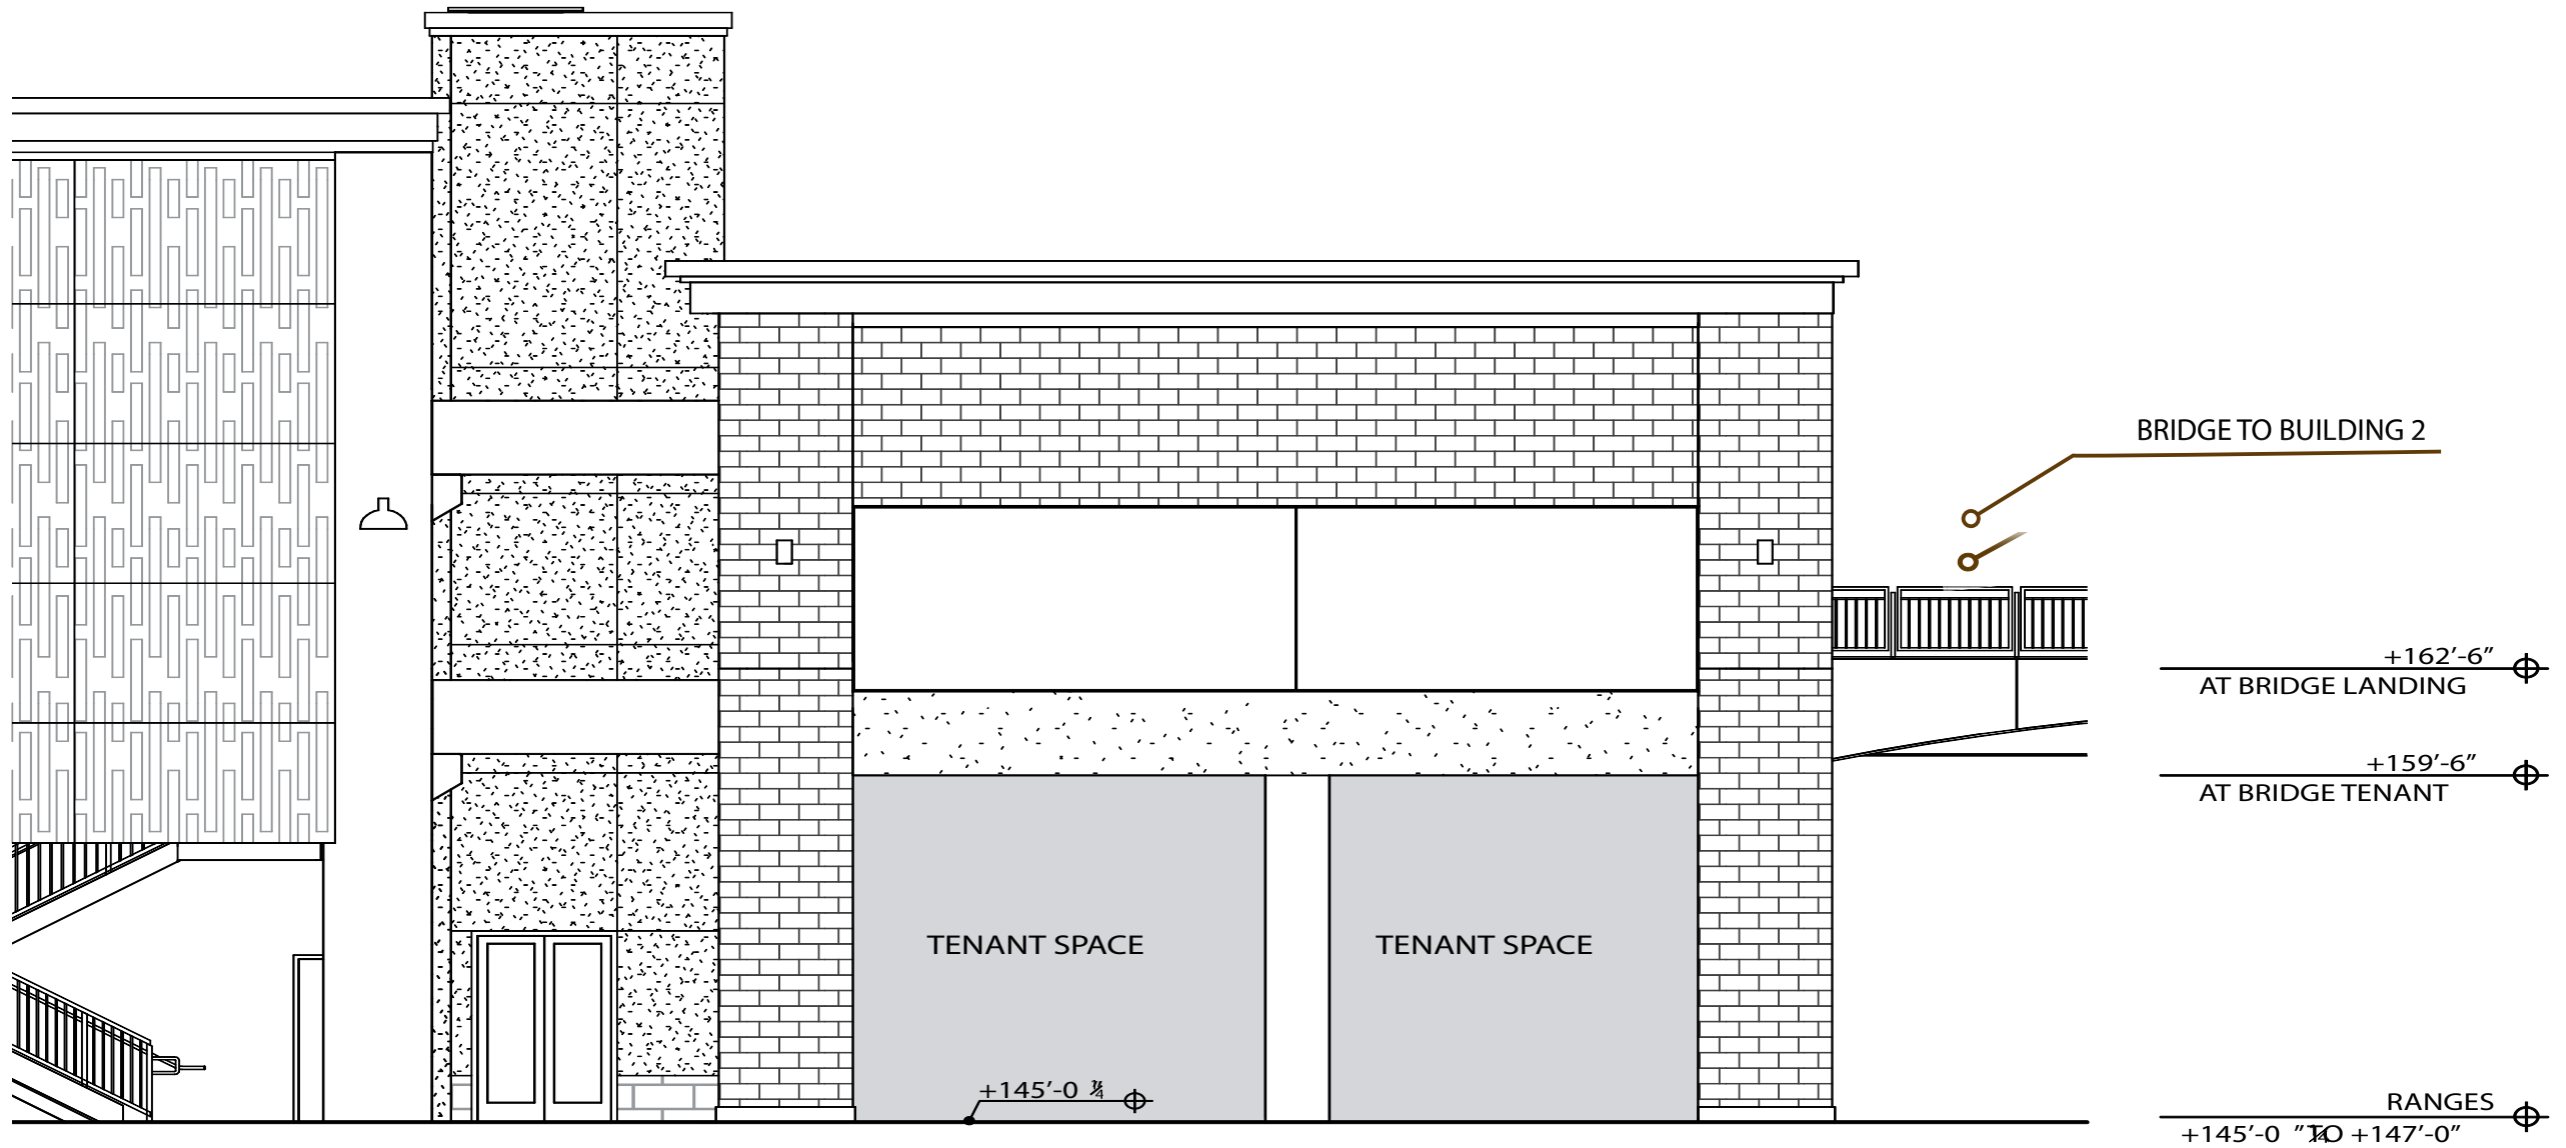 BRIDGE TO BUILDING 2
+162’-6”
AT BRIDGE LANDING
+159’-6”
AT BRIDGE TENANT
TENANT SPACE
TENANT SPACE
+145’-0
RANGES
+145’-0 ” TO +147’-0”